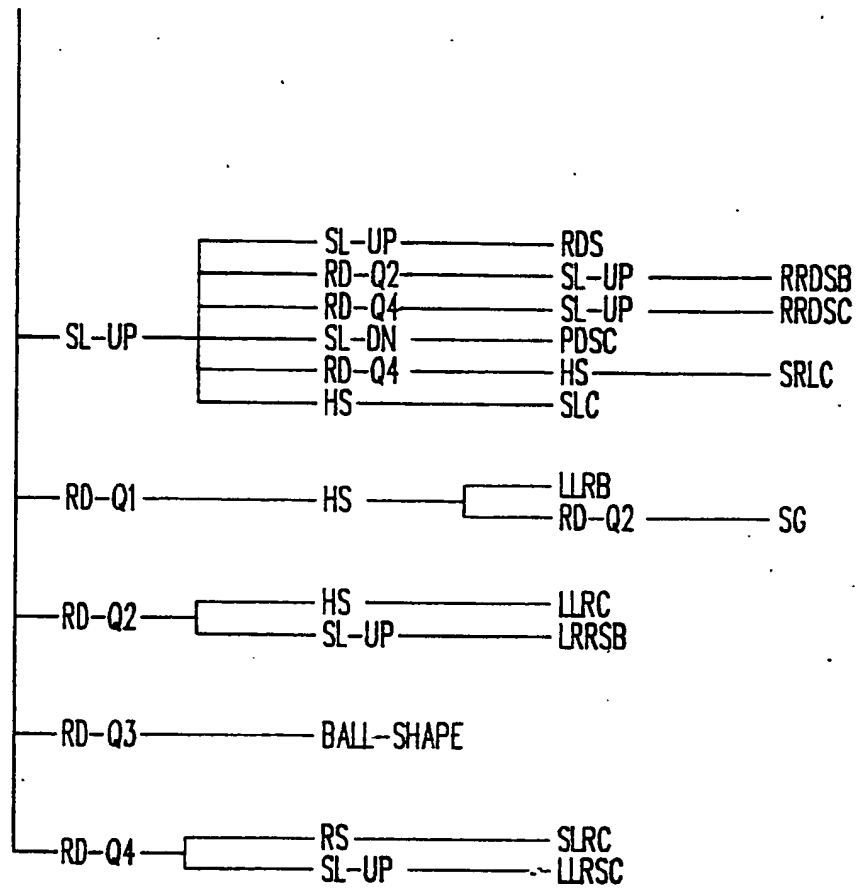 SL-UP RDS
RD-Q2 SL-UP RRDSB
RD-Q4 SL-UP RRDSC
SL-UP SL-DN PDSC
RD-Q4 HS SRLC
HS SLC
LLRB
RD-Q1 HS
RD-Q2 SG
HS LLRC
RD-Q2
SL-UP LRRSB
RD-Q3 BALL-SHAPE
RS SLRC
RD-Q4
SL-UP LLRSC